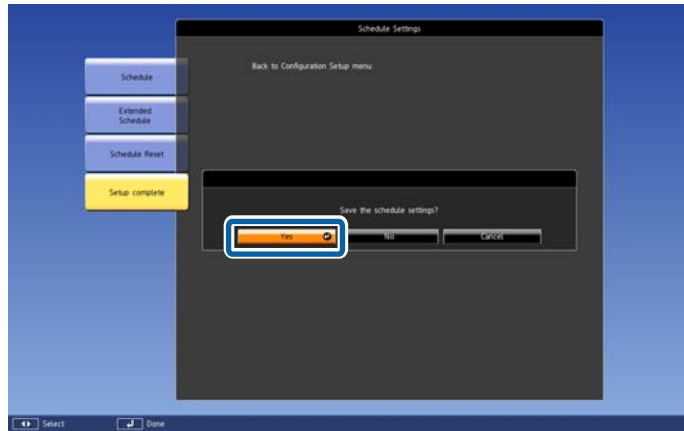 Schedule Settings
Back to Configuration Setup menu
Schedule
Extended
Schedule
Schedule Reset
Setup complete
Save the schedule settings?
Yes
No
Cancel
Select
Done